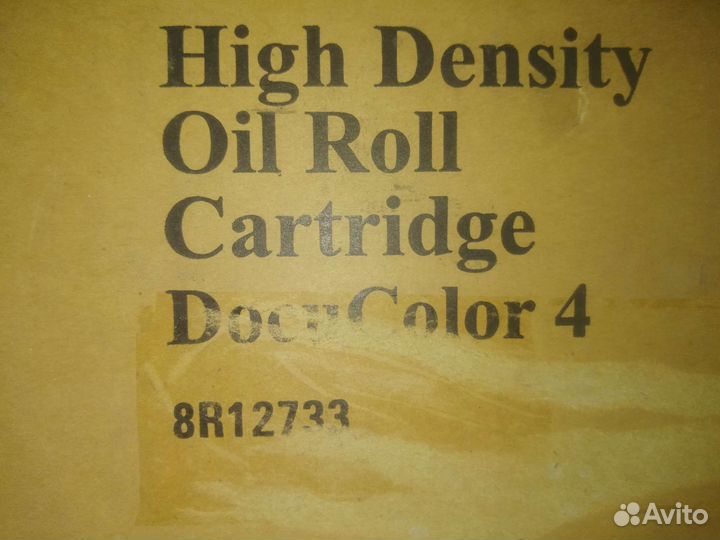 High Density
Oil Roll
Cartridge
DocuColor 4
8R12733
Avito